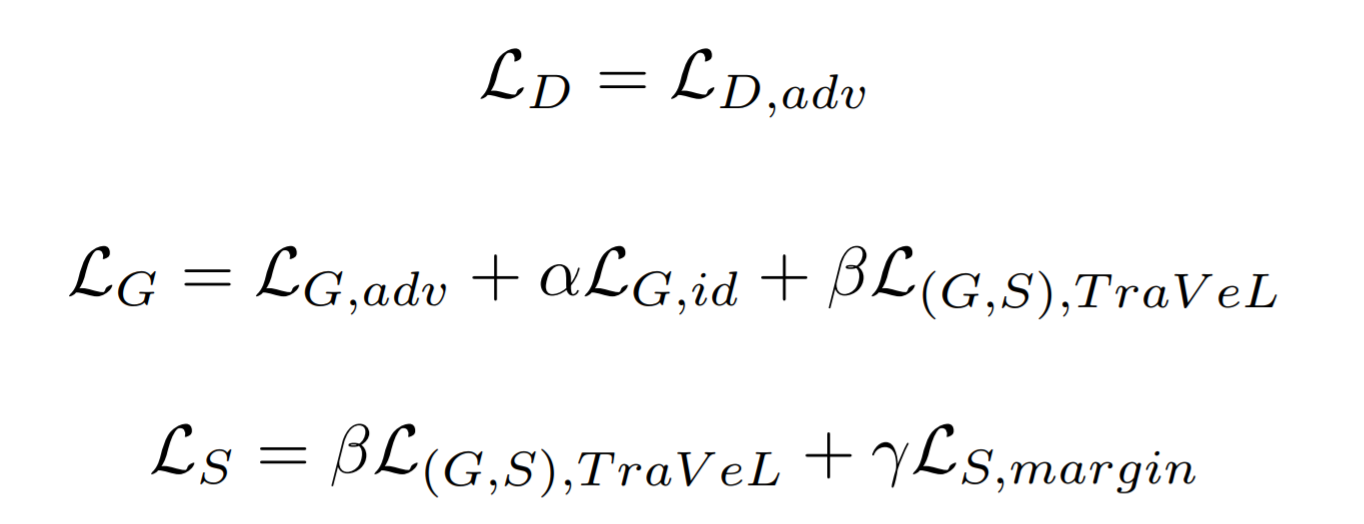 ℒ_D = ℒ_{D,adv}
ℒ_G = ℒ_{G,adv} + αℒ_{G,id} + βℒ_{(G,S),TraVeL}
ℒ_S = βℒ_{(G,S),TraVeL} + γℒ_{S,margin}